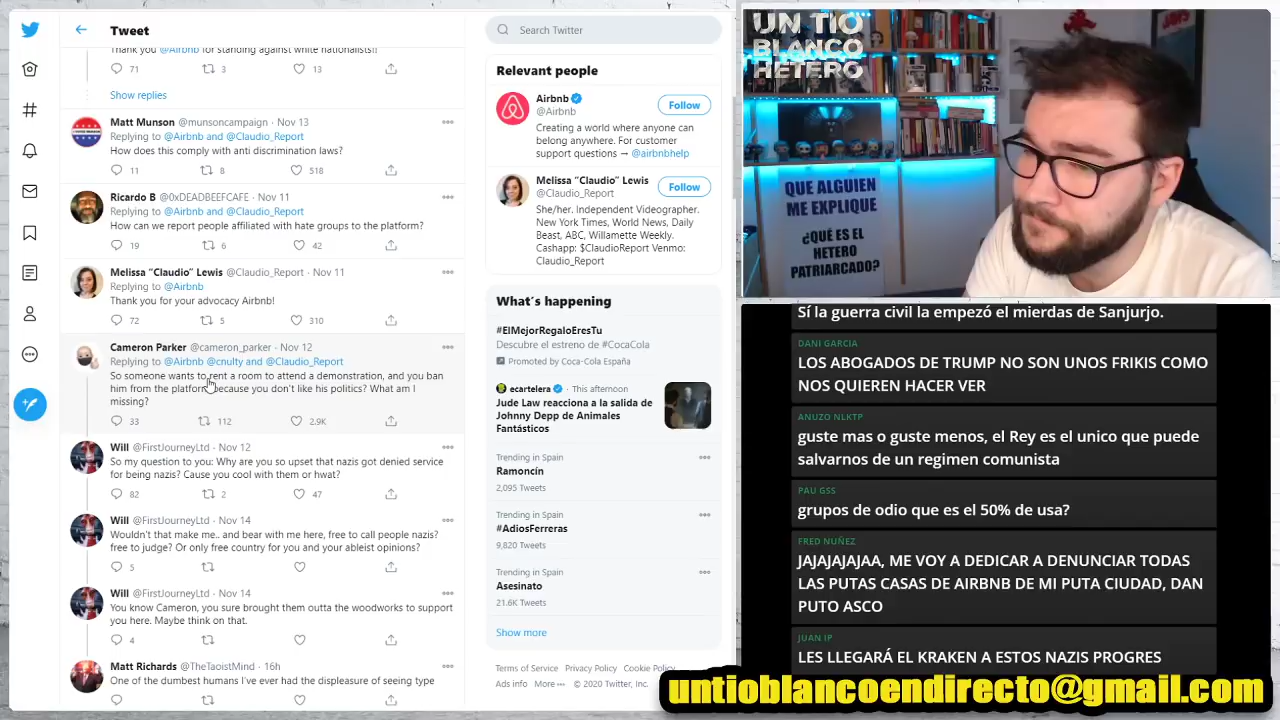 Tweet
Thank you @Airbnb for standing against white nationalists!!
3
13
Show replies
Matt Munson @munsoncampaign · Nov 13
Replying to @Airbnb and @Claudio_Report
How does this comply with anti discrimination laws?
11
8
518
Ricardo B @0xDEADBEEFCAFE · Nov 11
Replying to @Airbnb and @Claudio_Report
How can we report people affiliated with hate groups to the platform?
19
6
42
Melissa “Claudio” Lewis @Claudio_Report · Nov 11
Replying to @Airbnb
Thank you for your advocacy Airbnb!
72
5
310
Cameron Parker @cameron_parker · Nov 12
Replying to @Airbnb @cnulty and @Claudio_Report
So someone wants to rent a room to attend a demonstration, and you ban
him from the platform because you don't like his politics? What am I
missing?
33
112
2.9K
Will @FirstJourneyLtd · Nov 12
So my question to you: Why are you so upset that nazis got denied service
for being nazis? Cause you cool with them or hwat?
82
2
47
Will @FirstJourneyLtd · Nov 14
Wouldn't that make me.. and bear with me here, free to call people nazis?
free to judge? Or only free country for you and your ableist opinions?
5
Will @FirstJourneyLtd · Nov 14
You know Cameron, you sure brought them outta the woodworks to support
you here. Maybe think on that.
4
Matt Richards @TheTaoistMind · 16h
One of the dumbest humans I've ever had the displeasure of seeing type
Search Twitter
Relevant people
Airbnb
@Airbnb
Follow
Creating a world where anyone can
belong anywhere. For customer
support questions → @airbnbhelp
Melissa “Claudio” Lewis
@Claudio_Report
Follow
She/her. Independent Videographer.
New York Times, World News, Daily
Beast, ABC, Willamette Weekly.
Cashapp: $ClaudioReport Venmo:
Claudio_Report
What's happening
#ElMejorRegaloEresTu
Descubre el estreno de #CocaCola
Promoted by Coca-Cola España
ecartelera · This afternoon
Jude Law reacciona a la salida de
Johnny Depp de Animales
Fantásticos
Trending in Spain
Ramoncín
2,095 Tweets
Trending in Spain
#AdiosFerreras
9,820 Tweets
Trending in Spain
Asesinato
21.6K Tweets
Show more
Terms of Service Privacy Policy Cookie Policy
Ads info More ··· © 2020 Twitter, Inc.
UN TIO
BLANCO
HETERO
QUE ALGUIEN
ME EXPLIQUE
¿QUÉ ES EL
HETERO
PATRIARCADO?
Sí la guerra civil la empezó el mierdas de Sanjurjo.
DANI GARCIA
LOS ABOGADOS DE TRUMP NO SON UNOS FRIKIS COMO
NOS QUIEREN HACER VER
ANUZO NLKTP
guste mas o guste menos, el Rey es el unico que puede
salvarnos de un regimen comunista
PAU GSS
grupos de odio que es el 50% de usa?
FRED NUÑEZ
JAJAJAJAJAA, ME VOY A DEDICAR A DENUNCIAR TODAS
LAS PUTAS CASAS DE AIRBNB DE MI PUTA CIUDAD, DAN
PUTO ASCO
JUAN IP
LES LLEGARÁ EL KRAKEN A ESTOS NAZIS PROGRES
untioblancoendirecto@gmail.com